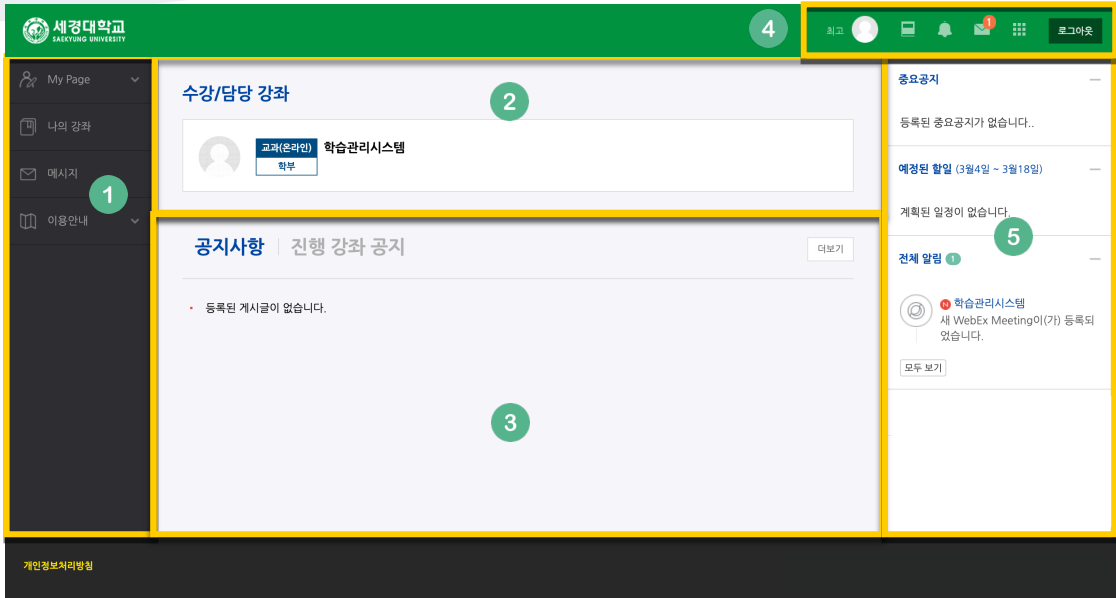 세경대학교
SAEKYUNG UNIVERSITY
4
최고
1
로그아웃
My Page
나의 강좌
메시지
1
이용안내
수강/담당 강좌
2
교과(온라인) 학습관리시스템
학부
공지사항 진행 강좌 공지
더보기
등록된 게시글이 없습니다.
3
중요공지
등록된 중요공지가 없습니다..
예정된 할일 (3월4일 ~ 3월18일)
계획된 일정이 없습니다.
5
전체 알림 1
N 학습관리시스템
새 WebEx Meeting이(가) 등록되
었습니다.
모두 보기
개인정보처리방침